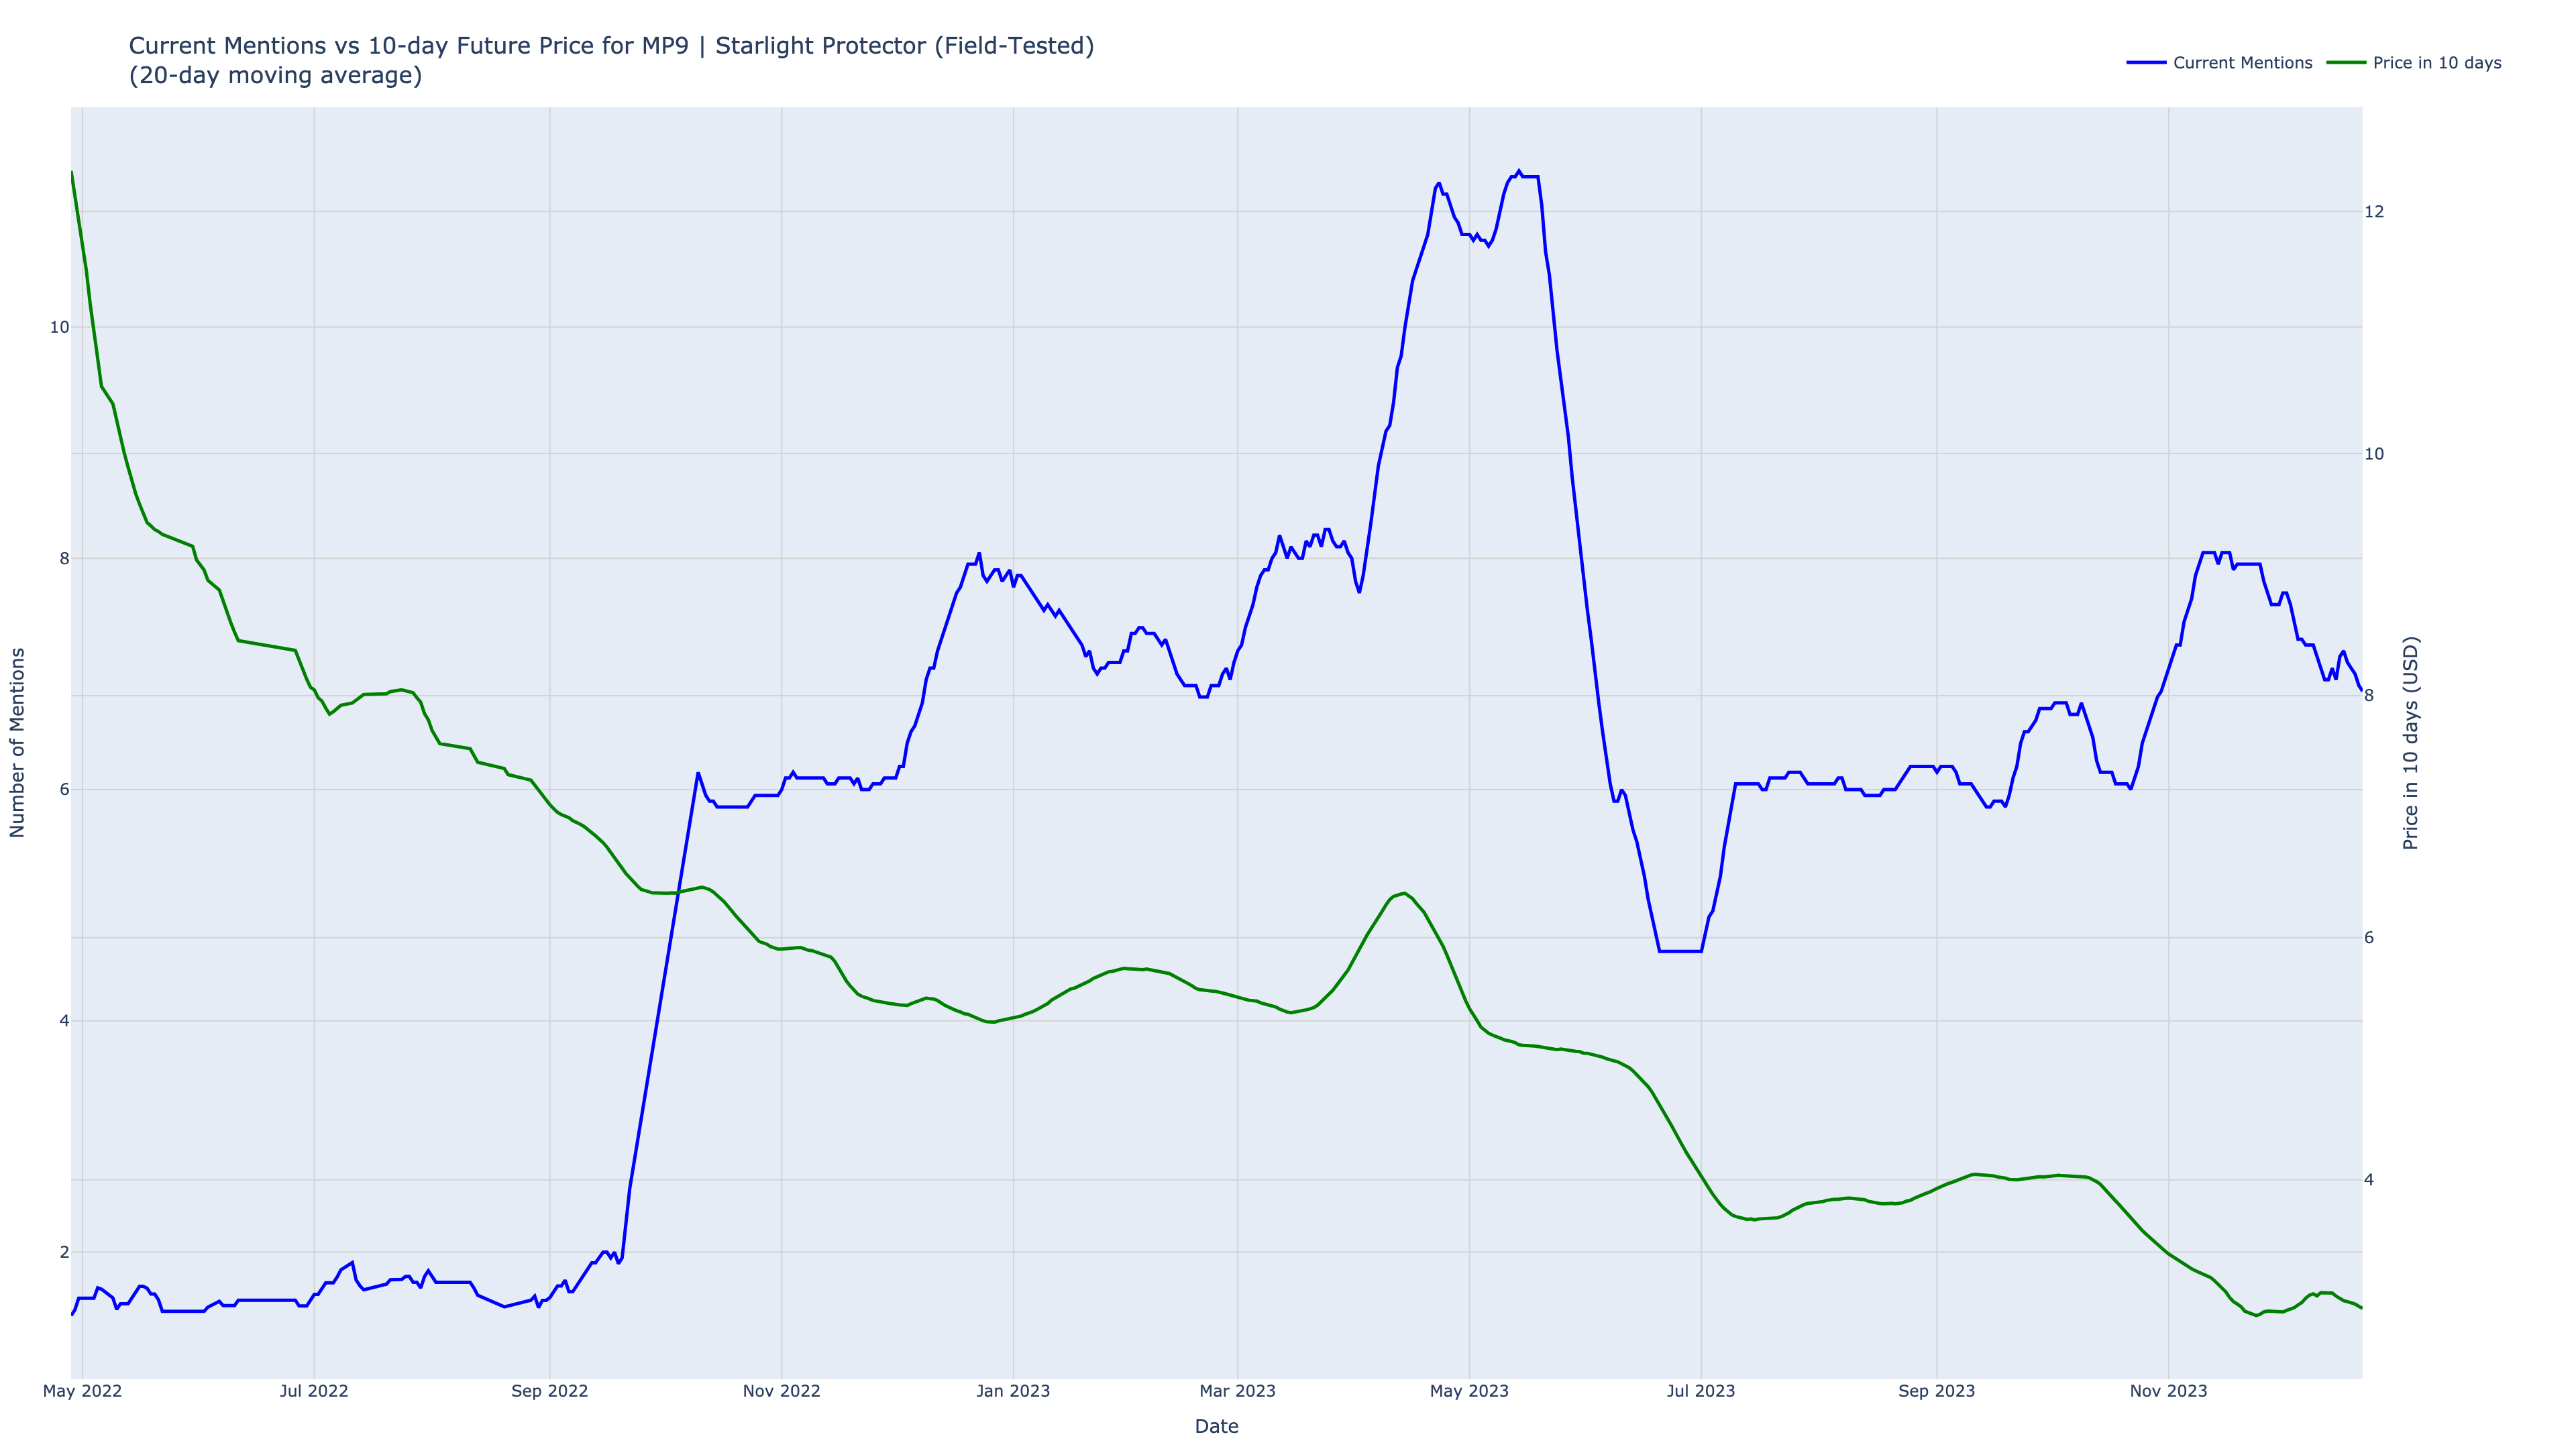 Current Mentions vs 10-day Future Price for MP9 | Starlight Protector (Field-Tested)
(20-day moving average)
Current Mentions
Price in 10 days
12
10
10
8
8
6
6
4
4
2
Number of Mentions
Price in 10 days (USD)
May 2022
Jul 2022
Sep 2022
Nov 2022
Jan 2023
Mar 2023
May 2023
Jul 2023
Sep 2023
Nov 2023
Date